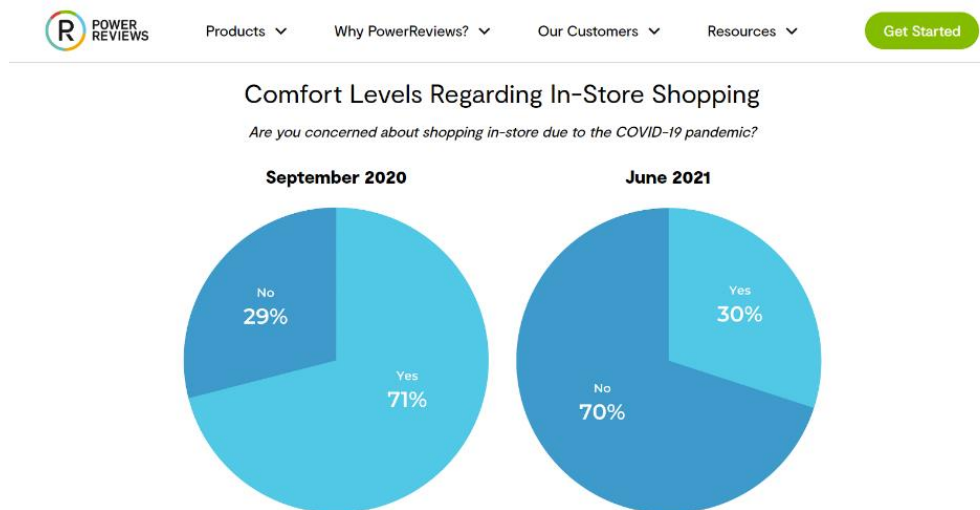 POWER
REVIEWS
Products
Why PowerReviews?
Our Customers
Resources
Get Started
Comfort Levels Regarding In-Store Shopping
Are you concerned about shopping in-store due to the COVID-19 pandemic?
September 2020
No
29%
Yes
71%
June 2021
Yes
30%
No
70%